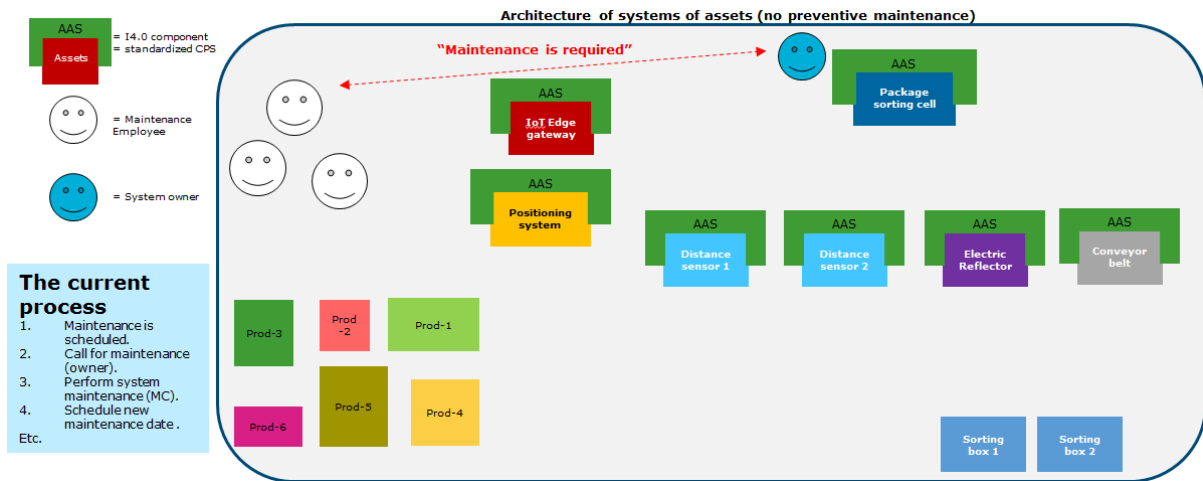 Architecture of systems of assets (no preventive maintenance)
AAS
Assets
= I4.0 component
= standardized CPS
= Maintenance
Employee
= System owner
"Maintenance is required"
AAS
Package
sorting cell
AAS
IoT Edge
gateway
AAS
Positioning
system
AAS
Distance
sensor 1
AAS
Distance
sensor 2
AAS
Electric
Reflector
AAS
Conveyor
belt
The current
process
1. Maintenance is
scheduled.
2. Call for maintenance
(owner).
3. Perform system
maintenance (MC).
4. Schedule new
maintenance date .
Etc.
Prod-3
Prod
-2
Prod-1
Prod-6
Prod-5
Prod-4
Sorting
box 1
Sorting
box 2